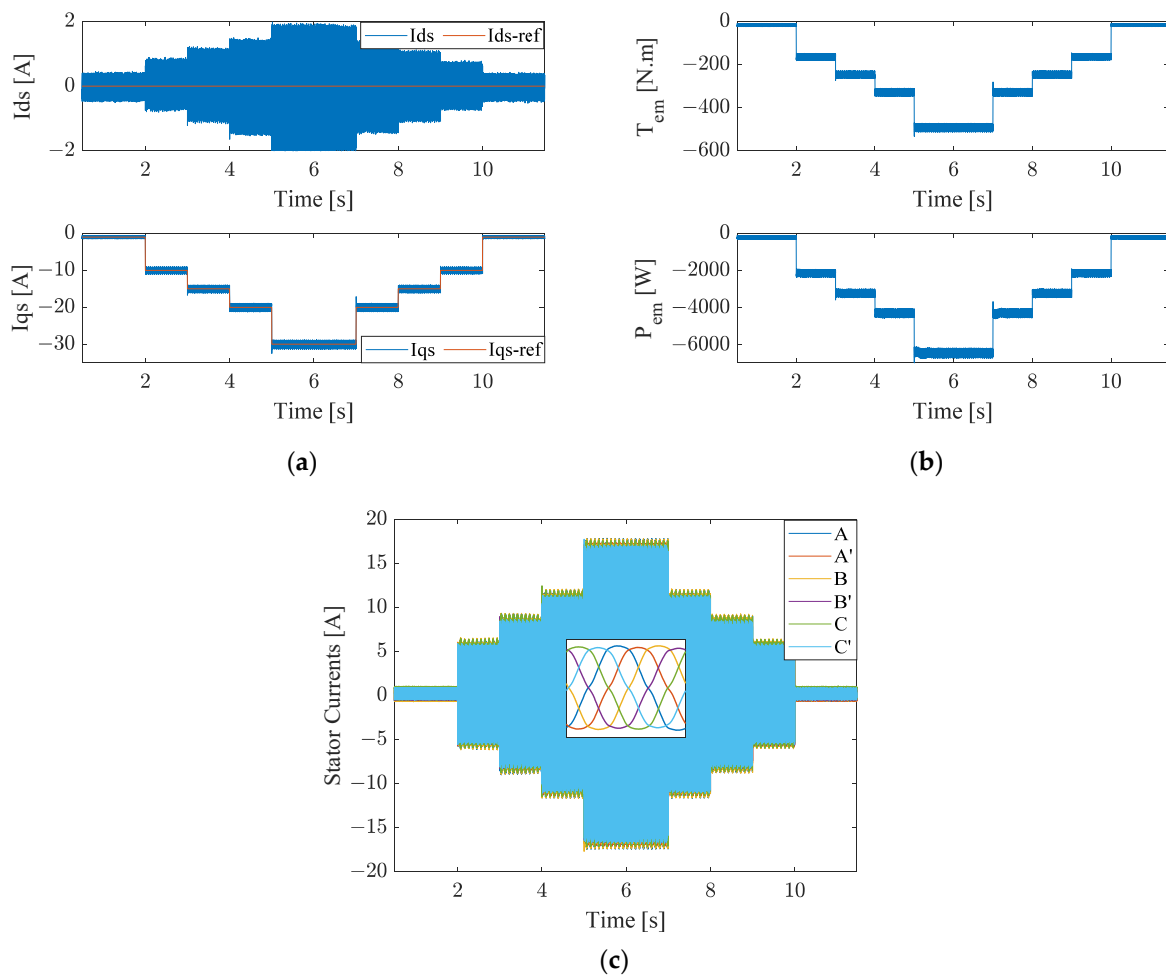 2
0
−2
Ids [A]
Ids
Ids-ref
2
4
6
8
10
Time [s]
0
−10
−20
−30
Iqs [A]
Iqs
Iqs-ref
2
4
6
8
10
Time [s]
(a)
0
−200
−400
−600
T_em [N.m]
2
4
6
8
10
Time [s]
0
−2000
−4000
−6000
P_em [W]
2
4
6
8
10
Time [s]
(b)
20
15
10
5
0
−5
−10
−15
−20
Stator Currents [A]
A
A'
B
B'
C
C'
2
4
6
8
10
Time [s]
(c)